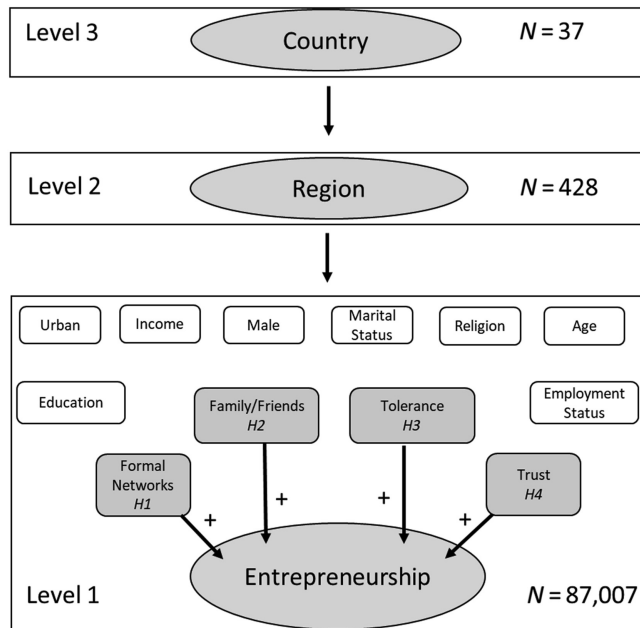 Level 3
Country
N = 37
Level 2
Region
N = 428
Urban
Income
Male
Marital
Status
Religion
Age
Education
Family/Friends
H2
Tolerance
H3
Employment
Status
Formal
Networks
H1
Trust
H4
+
+
+
+
Entrepreneurship
Level 1
N = 87,007